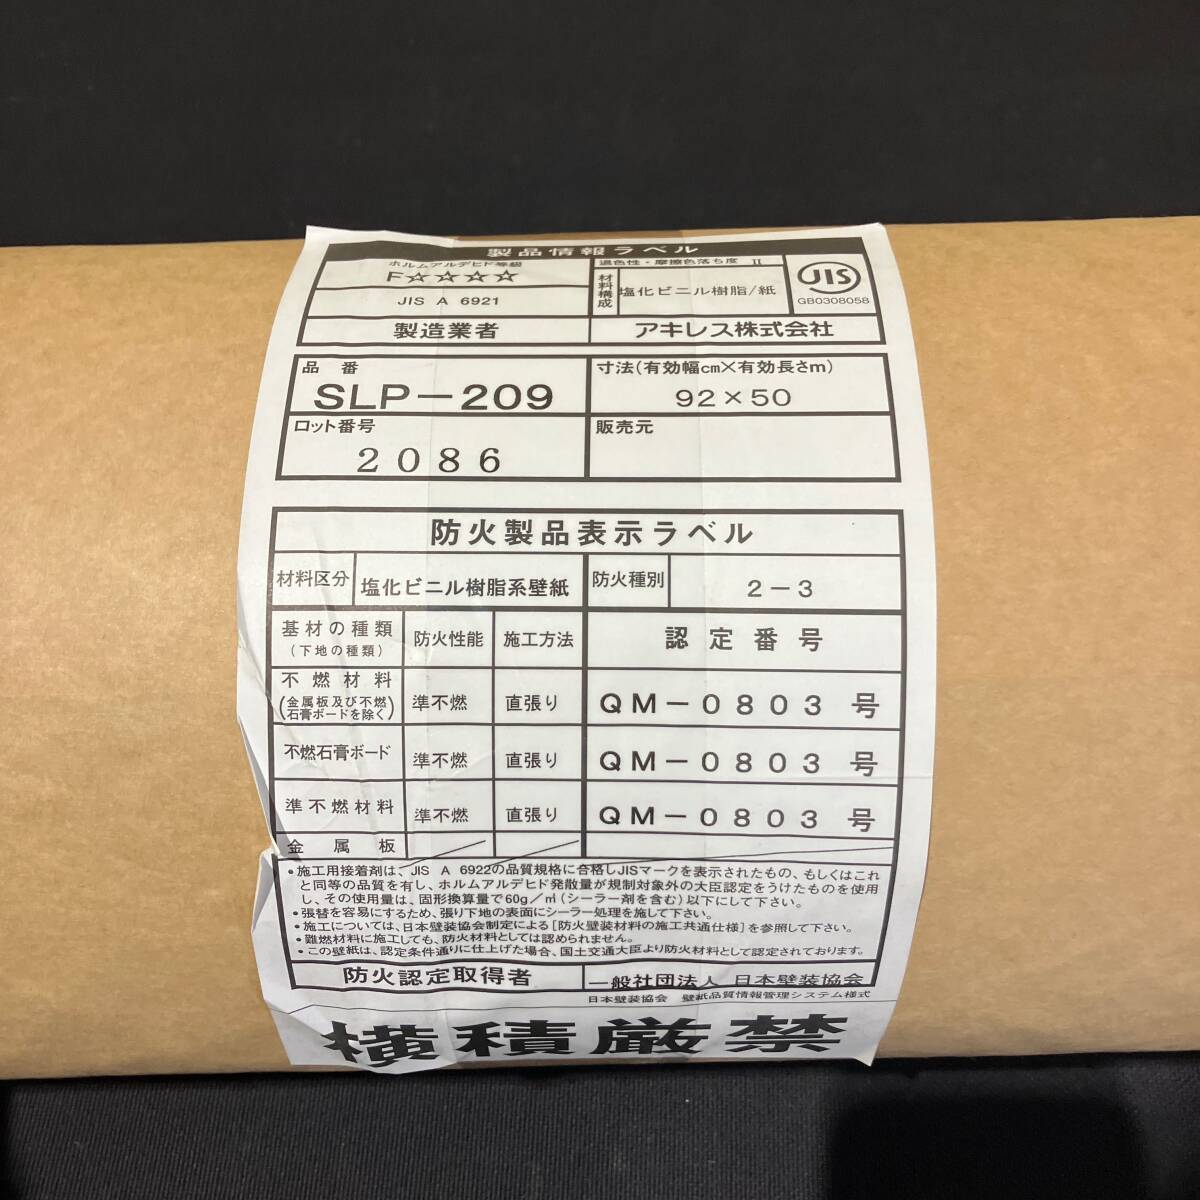 製品情報ラベル
ホルムアルデヒド等級
F☆☆☆☆
JIS A 6921
退色性・摩擦色落ち度 II
材料構成
塩化ビニル樹脂/紙
JIS
GB0308058
製造業者
アキレス株式会社
品番
SLP-209
寸法(有効幅cm×有効長さm)
92×50
ロット番号
2086
販売元
防火製品表示ラベル
材料区分
塩化ビニル樹脂系壁紙
防火種別
2-3
基材の種類
(下地の種類)
防火性能
施工方法
認定番号
不燃材料
(金属板及び不燃
石膏ボードを除く)
準不燃
直張り
QM-0803 号
不燃石膏ボード
準不燃
直張り
QM-0803 号
準不燃材料
準不燃
直張り
QM-0803 号
金属板
・施工用接着剤は、JIS A 6922の品質規格に合格しJISマークを表示されたもの、もしくはこれ
と同等の品質を有し、ホルムアルデヒド発散量が規制対象外の大臣認定をうけたものを使用
し、その使用量は、固形換算量で60g/㎡(シーラー剤を含む)以下にして下さい。
・張替を容易にするため、張り下地の表面にシーラー処理を施して下さい。
・施工については、日本壁装協会制定による[防火壁装材料の施工共通仕様]を参照して下さい。
・難燃材料に施工しても、防火材料としては認められません。
・この壁紙は、認定条件通りに仕上げた場合、国土交通大臣より防火材料として認定されております。
防火認定取得者
一般社団法人 日本壁装協会
日本壁装協会 壁紙品質情報管理システム様式
横積厳禁